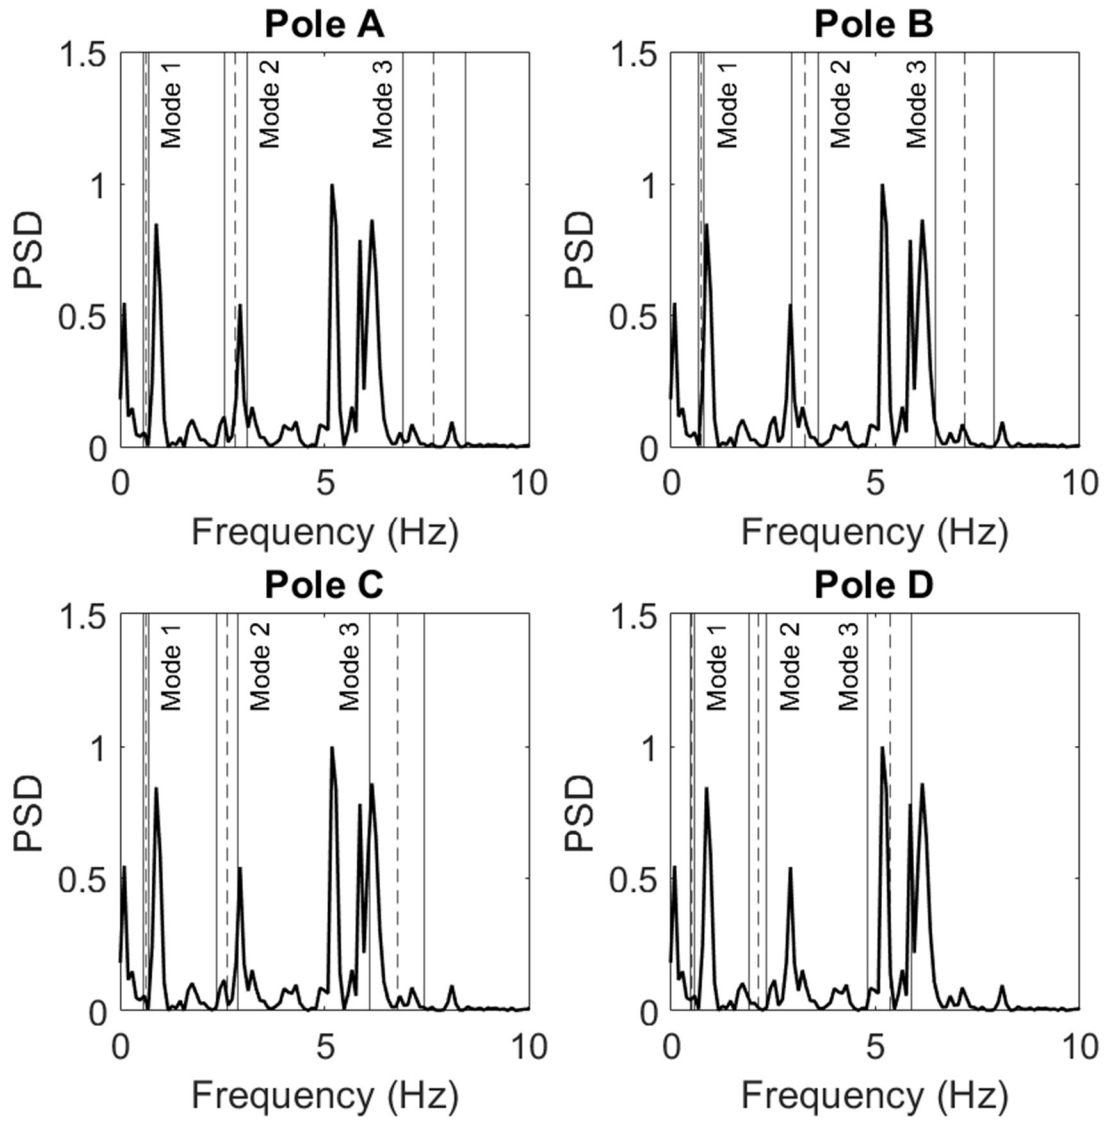 Pole A
1.5
1
0.5
0
PSD
Mode 1
Mode 2
Mode 3
0 5 10
Frequency (Hz)
Pole B
1.5
1
0.5
0
PSD
Mode 1
Mode 2
Mode 3
0 5 10
Frequency (Hz)
Pole C
1.5
1
0.5
0
PSD
Mode 1
Mode 2
Mode 3
0 5 10
Frequency (Hz)
Pole D
1.5
1
0.5
0
PSD
Mode 1
Mode 2
Mode 3
0 5 10
Frequency (Hz)